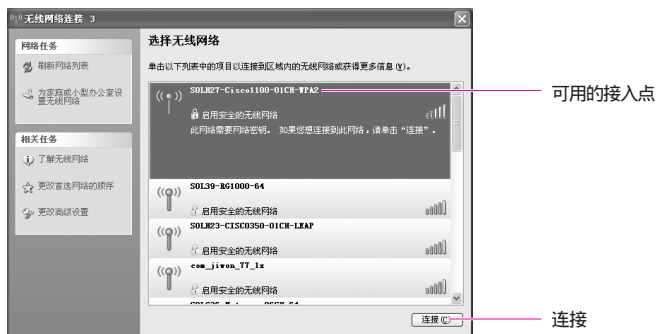 无线网络连接 3
网络任务
刷新网络列表
为家庭或小型办公室设
置无线网络
相关任务
了解无线网络
更改首选网络的顺序
更改高级设置
选择无线网络
单击以下列表中的项目以连接到区域内的无线网络或获得更多信息(W)。
SOLH27-Cisco1100-01CH-WPA2
启用安全的无线网络
此网络需要网络密钥。 如果您想连接到此网络，请单击“连接”。
SOL39-RG1000-64
启用安全的无线网络
SOLH23-CISCO350-01CH-LEAP
启用安全的无线网络
com_jiwon_77_1x
启用安全的无线网络
连接(C)
可用的接入点
连接